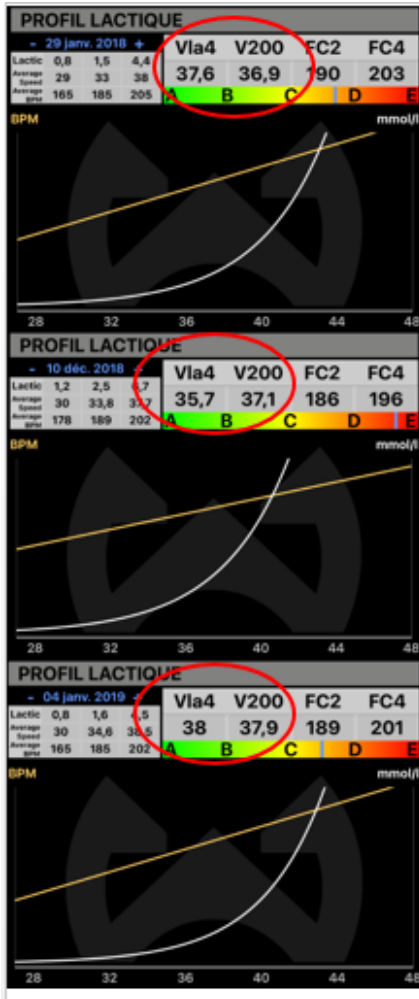 PROFIL LACTIQUE
- 29 janv. 2018 +
Vla4 V200 FC2 FC4
Lactic 0,8 1,5 4,4
37,6 36,9 190 203
Average Speed 29 33 38
Average BPM 165 185 205
A B C D E
BPM mmol/l
28 32 36 40 44 48
PROFIL LACTIQUE
- 10 déc. 2018
Vla4 V200 FC2 FC4
Lactic 1,2 2,5
35,7 37,1 186 196
Average Speed 30 33,8
Average BPM 178 189 202
A B C D E
BPM mmol/l
28 32 36 40 44 48
PROFIL LACTIQUE
- 04 janv. 2019 +
Vla4 V200 FC2 FC4
Lactic 0,8 1,6 4,5
38 37,9 189 201
Average Speed 30 34,6 38,5
Average BPM 165 185 202
A B C D E
BPM mmol/l
28 32 36 40 44 48